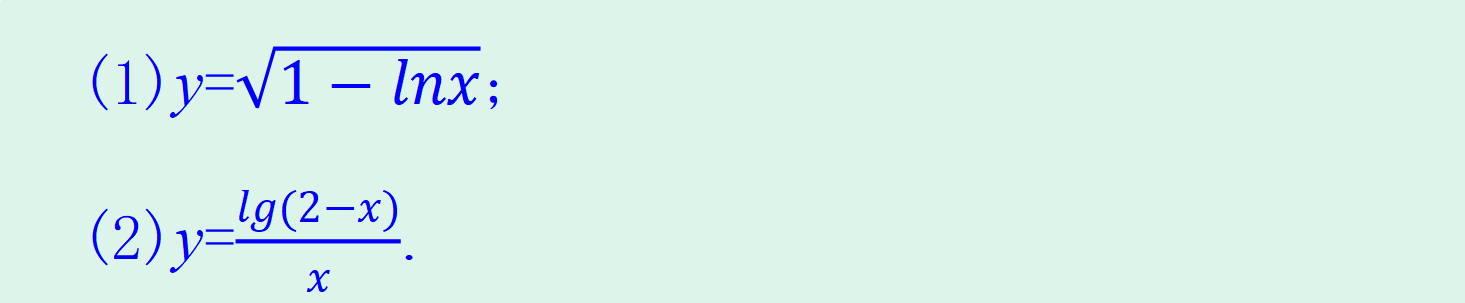 (1)y=√(1 − lnx);
(2)y=lg(2−x)/x.